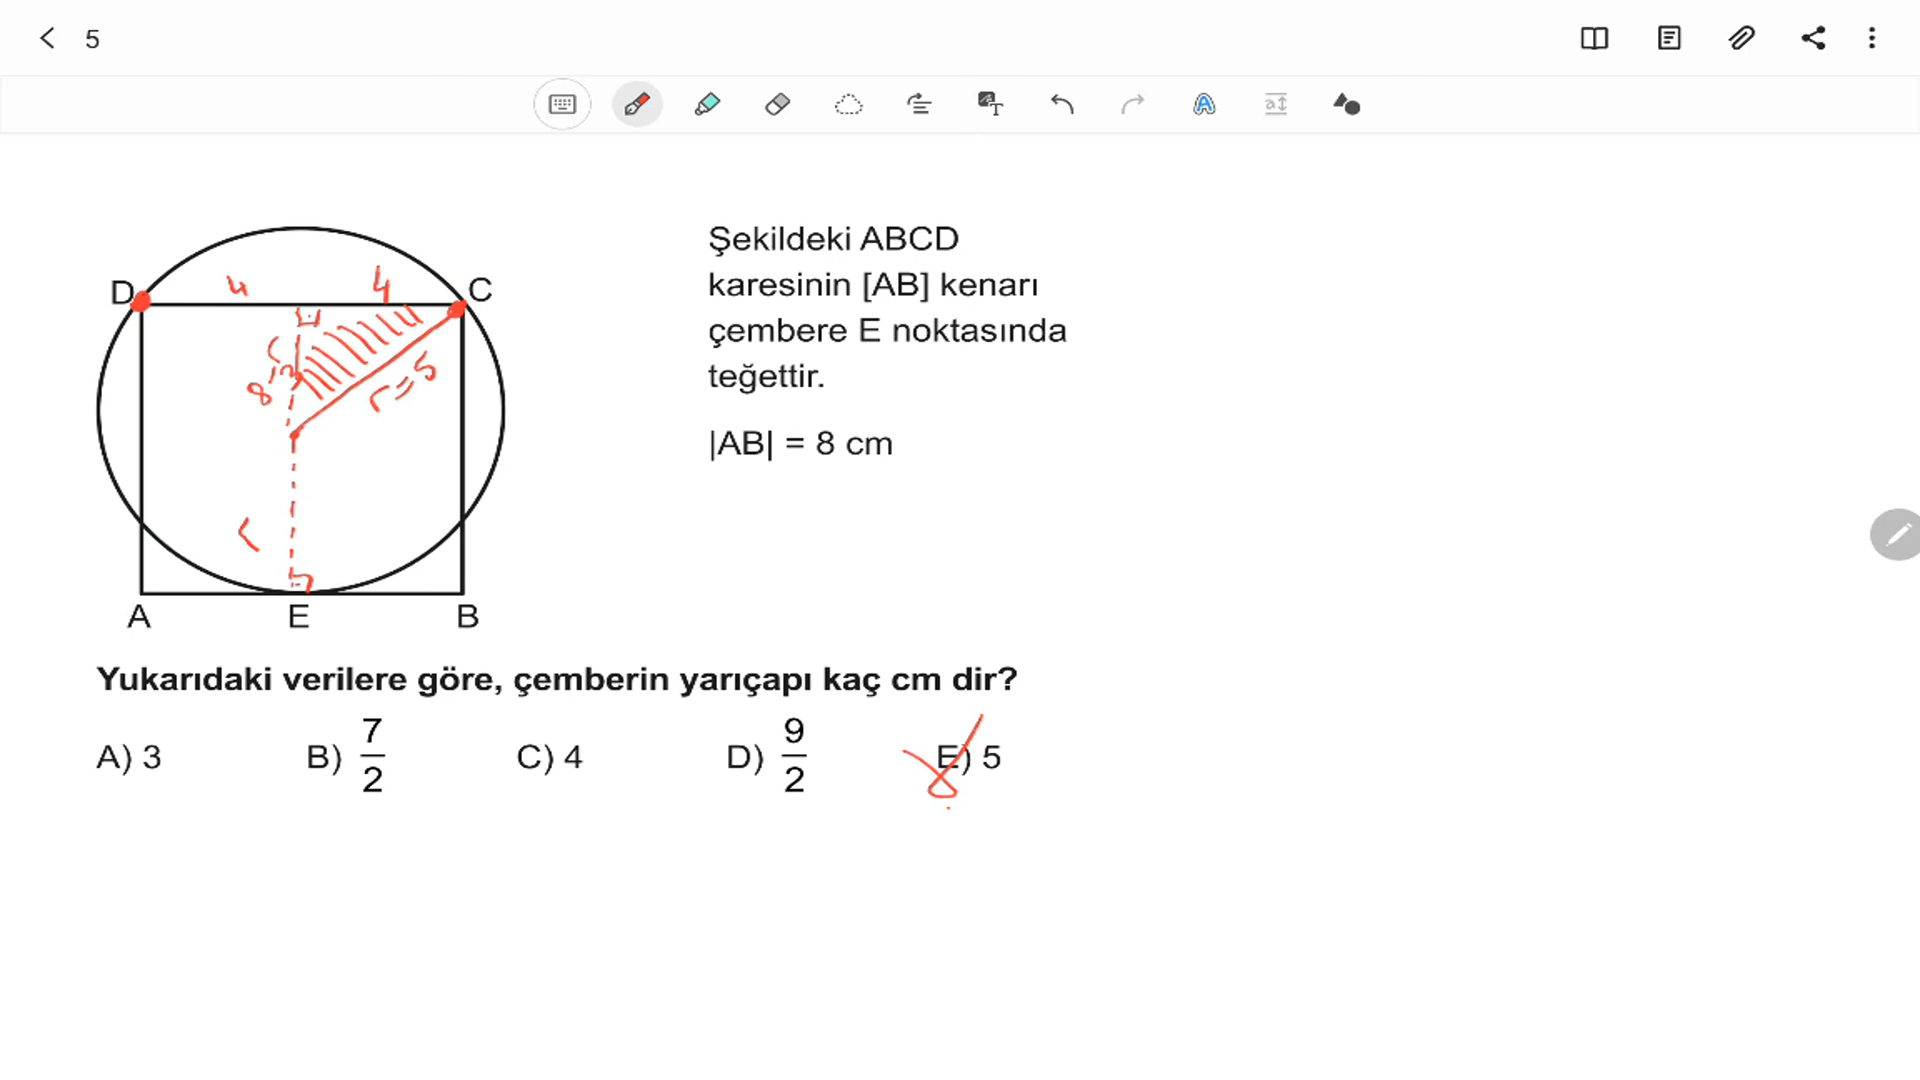 5
D
4
4
C
8-r
3
r=5
r
A
E
B
Şekildeki ABCD
karesinin [AB] kenarı
çembere E noktasında
teğettir.
|AB| = 8 cm
Yukarıdaki verilere göre, çemberin yarıçapı kaç cm dir?
A) 3 B) 7/2 C) 4 D) 9/2 E) 5